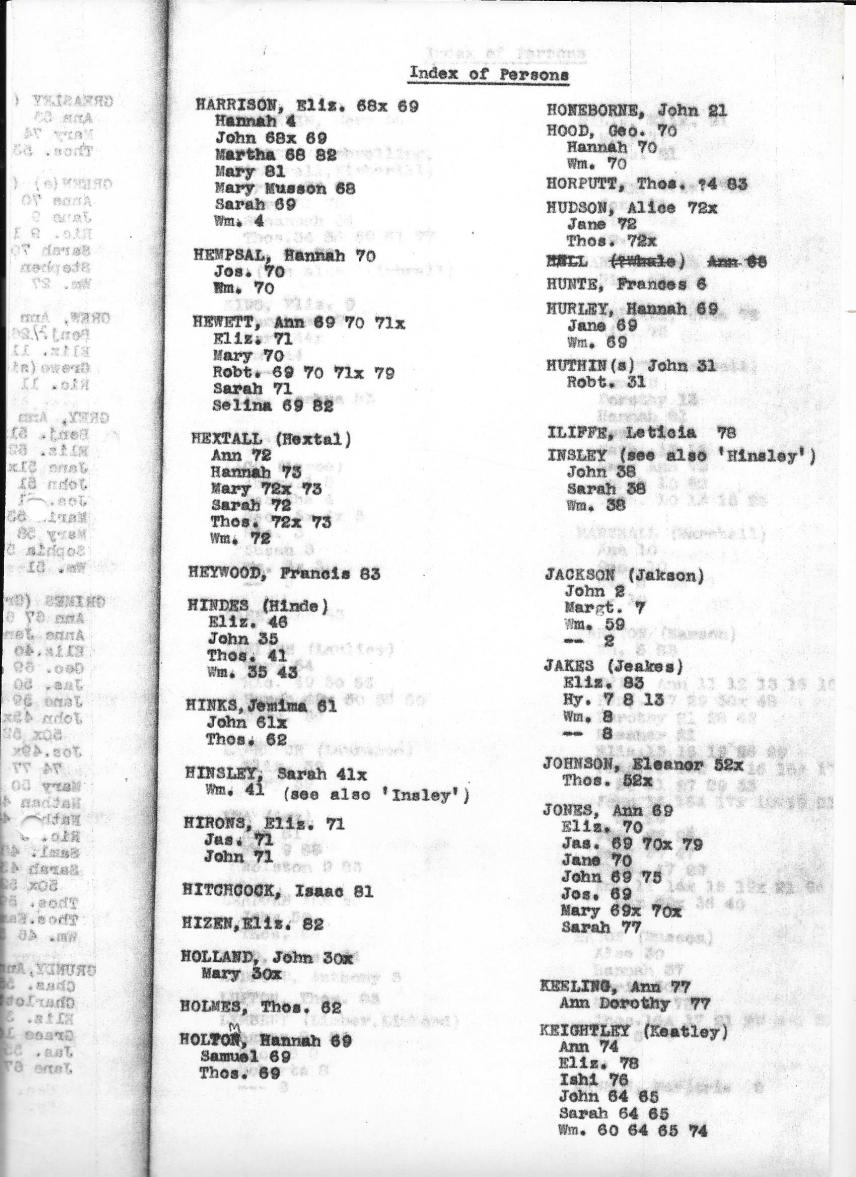 Index of Persons
HARRISON, Eliz. 68x 69
Hannah 4
John 68x 69
Martha 68 82
Mary 81
Mary Musson 68
Sarah 69
Wm. 4
HEMPSAL, Hannah 70
Jos. 70
Wm. 70
HEWETT, Ann 69 70 71x
Eliz. 71
Mary 70
Robt. 69 70 71x 79
Sarah 71
Selina 69 82
HEXTALL (Hextal)
Ann 72
Hannah 73
Mary 72x 73
Sarah 72
Thos. 72x 73
Wm. 72
HEYWOOD, Francis 83
HINDES (Hinde)
Eliz. 46
John 35
Thos. 41
Wm. 35 43
HINKS, Jemima 61
John 61x
Thos. 62
HINSLEY, Sarah 41x
Wm. 41 (see also 'Insley')
HIRONS, Eliz. 71
Jas. 71
John 71
HITCHCOCK, Isaac 81
HIZEN, Eliz. 82
HOLLAND, John 30x
Mary 30x
HOLMES, Thos. 62
HOLTON, Hannah 69
Samuel 69
Thos. 69
HONEBORNE, John 21
HOOD, Geo. 70
Hannah 70
Wm. 70
HORPUTT, Thos. ?4 83
HUDSON, Alice 72x
Jane 72
Thos. 72x
HUNTE, Frances 6
HURLEY, Hannah 69
Jane 69
Wm. 69
HUTHIN(s) John 31
Robt. 31
ILIFFE, Leticia 78
INSLEY (see also 'Hinsley')
John 38
Sarah 38
Wm. 38
JACKSON (Jakson)
John 2
Margt. 7
Wm. 59
-- 2
JAKES (Jeakes)
Eliz. 83
Hy. 7 8 13
Wm. 8
-- 8
JOHNSON, Eleanor 52x
Thos. 52x
JONES, Ann 69
Eliz. 70
Jas. 69 70x 79
Jane 70
John 69 75
Jos. 69
Mary 69x 70x
Sarah 77
KEELING, Ann 77
Ann Dorothy 77
KEIGHTLEY (Keatley)
Ann 74
Eliz. 78
Ishi 76
John 64 65
Sarah 64 65
Wm. 60 64 65 74